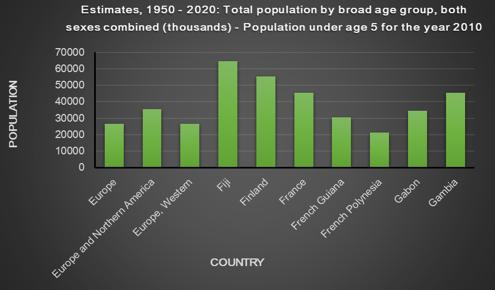 Estimates, 1950 - 2020: Total population by broad age group, both
sexes combined (thousands) - Population under age 5 for the year 2010
70000
60000
50000
40000
30000
20000
10000
0
POPULATION
Europe
Europe and Northern America
Europe, Western
Fiji
Finland
France
French Guiana
French Polynesia
Gabon
Gambia
COUNTRY